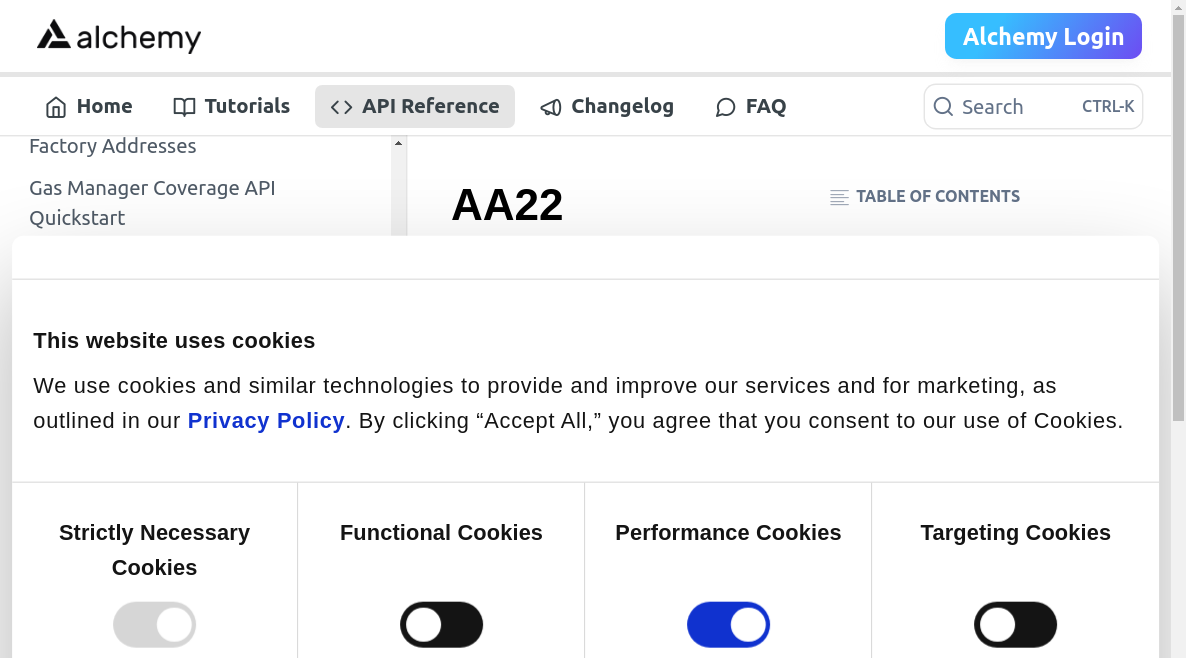 alchemy
Alchemy Login
Home
Tutorials
API Reference
Changelog
FAQ
Search
CTRL-K
Factory Addresses
Gas Manager Coverage API
Quickstart
AA22
TABLE OF CONTENTS
This website uses cookies
We use cookies and similar technologies to provide and improve our services and for marketing, as
outlined in our Privacy Policy. By clicking “Accept All,” you agree that you consent to our use of Cookies.
Strictly Necessary
Cookies
Functional Cookies
Performance Cookies
Targeting Cookies